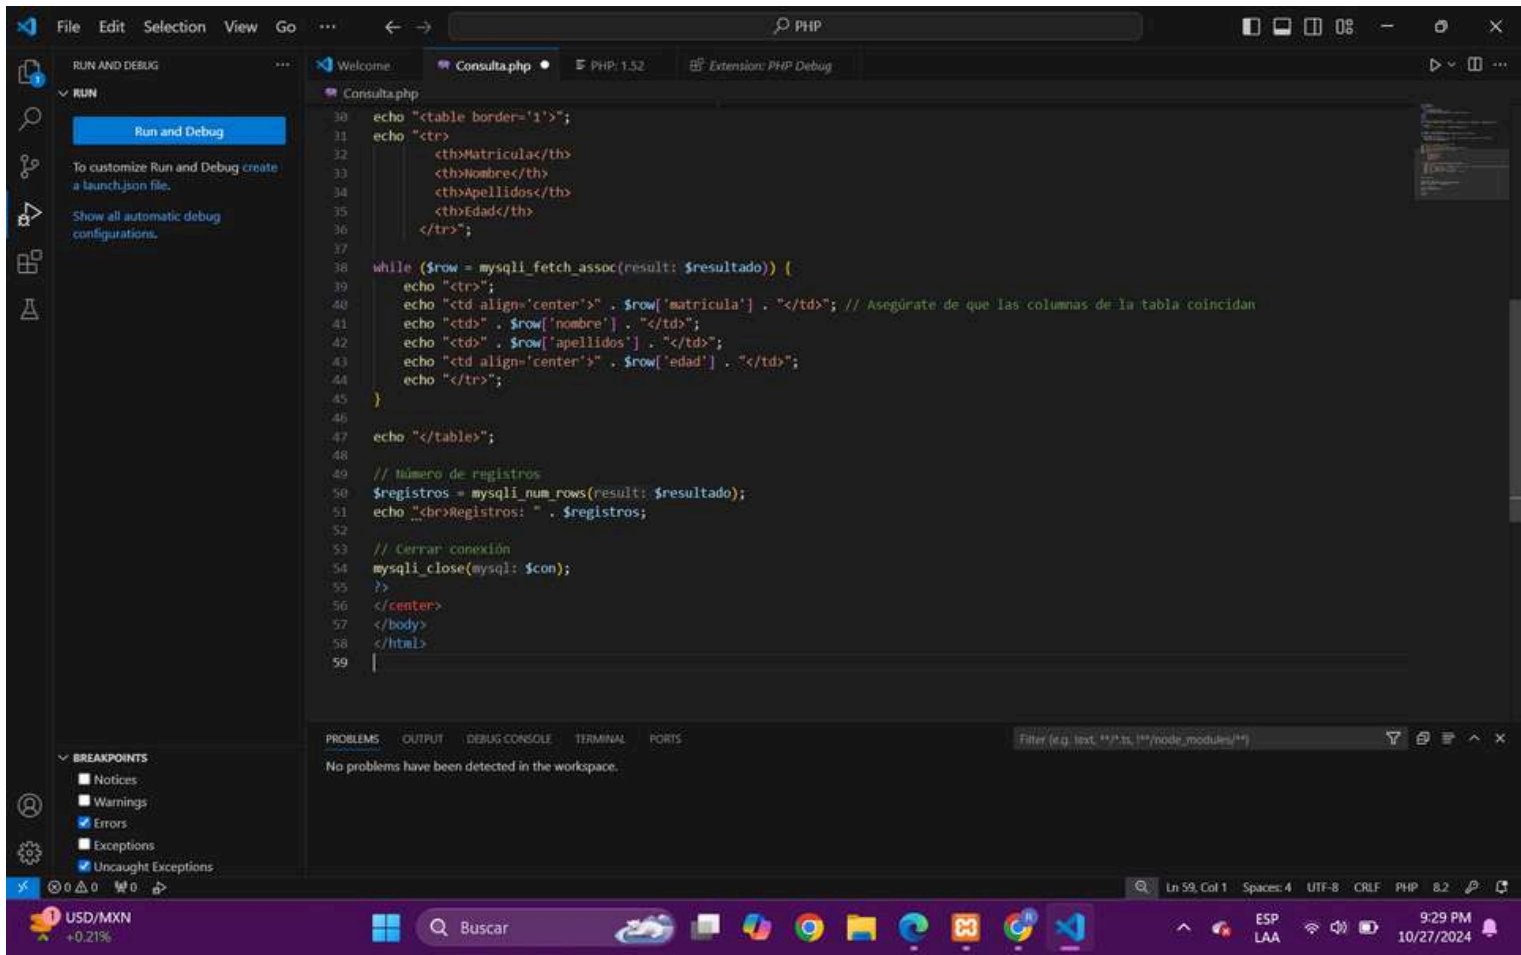 File Edit Selection View Go ··· PHP
RUN AND DEBUG ···
RUN
Run and Debug
To customize Run and Debug create
a launch.json file.
Show all automatic debug
configurations.
Welcome Consulta.php PHP: 1.52 Extension: PHP Debug
Consulta.php
30 echo "<table border='1'>";
31 echo "<tr>
32 <th>Matricula</th>
33 <th>Nombre</th>
34 <th>Apellidos</th>
35 <th>Edad</th>
36 </tr>";
37
38 while ($row = mysqli_fetch_assoc(result: $resultado)) {
39 echo "<tr>";
40 echo "<td align='center'>" . $row['matricula'] . "</td>"; // Asegúrate de que las columnas de la tabla coincidan
41 echo "<td>" . $row['nombre'] . "</td>";
42 echo "<td>" . $row['apellidos'] . "</td>";
43 echo "<td align='center'>" . $row['edad'] . "</td>";
44 echo "</tr>";
45 }
46
47 echo "</table>";
48
49 // Número de registros
50 $registros = mysqli_num_rows(result: $resultado);
51 echo "<br>Registros: " . $registros;
52
53 // Cerrar conexión
54 mysqli_close(mysql: $con);
55 ?>
56 </center>
57 </body>
58 </html>
59
PROBLEMS OUTPUT DEBUG CONSOLE TERMINAL PORTS Filter (e.g. text, **/*.ts, !**/node_modules/**)
No problems have been detected in the workspace.
BREAKPOINTS
Notices
Warnings
Errors
Exceptions
Uncaught Exceptions
0 0 0 Ln 59, Col 1 Spaces: 4 UTF-8 CRLF PHP 8.2
1 USD/MXN
+0.21%
Buscar
ESP
LAA
9:29 PM
10/27/2024